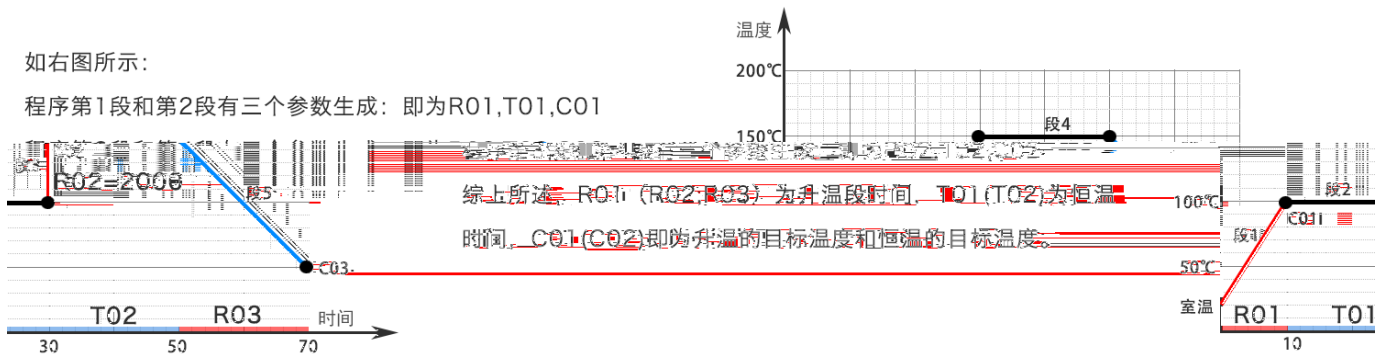 如右图所示：
程序第1段和第2段有三个参数生成：即为R01,T01,C01
综上所述，R01（R02,R03）为升温段时间，T01(T02)为恒温
时间，C01(C02)即为升温的目标温度和恒温的目标温度。
温度
200℃
150℃
100℃
50℃
室温
段4
段5
C03
T02
R03
时间
30
50
70
段1
段2
C01
R01
T01
10